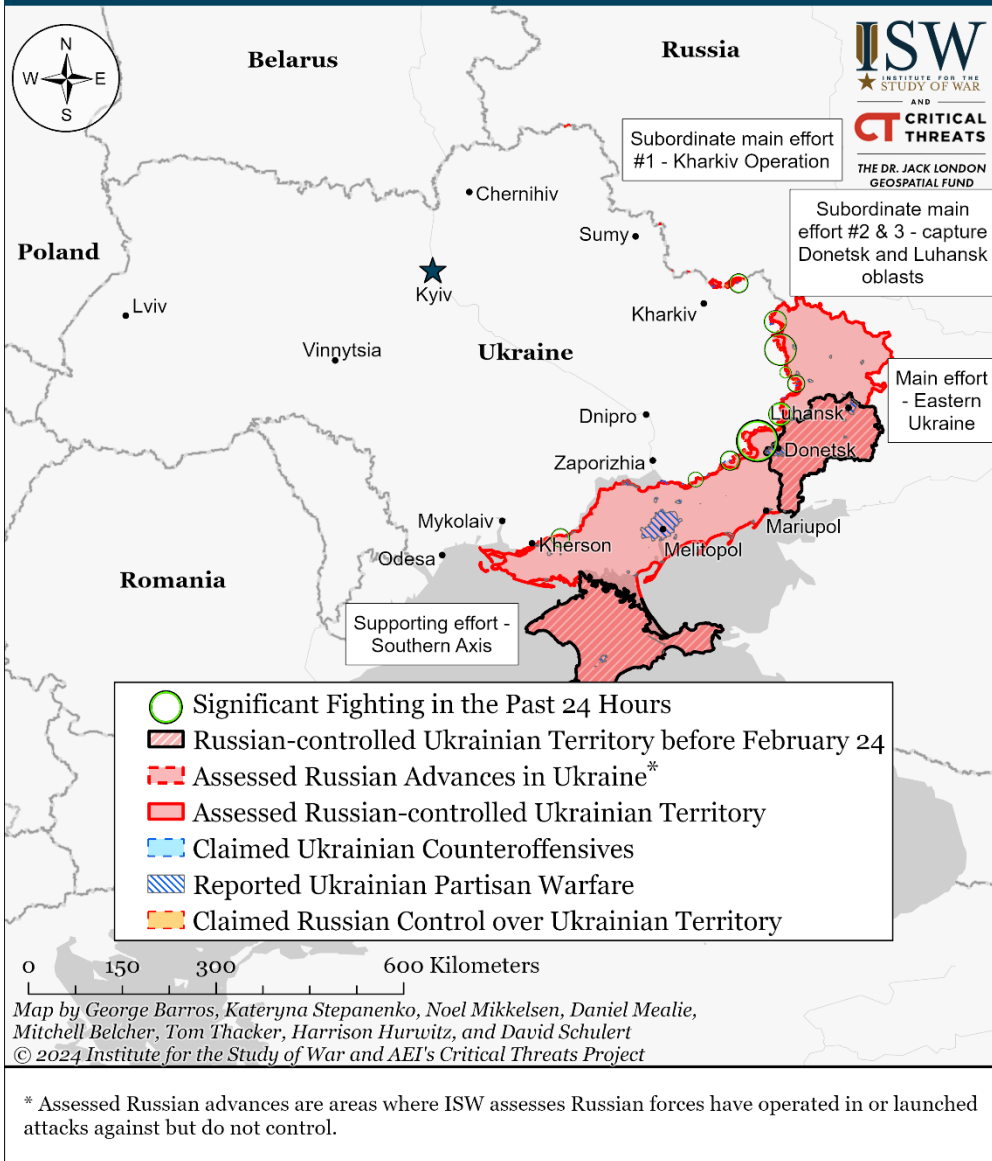 N
W
E
S
Belarus
Russia
ISW
INSTITUTE FOR THE
STUDY OF WAR
AND
CT CRITICAL
THREATS
THE DR. JACK LONDON
GEOSPATIAL FUND
Subordinate main effort
#1 - Kharkiv Operation
Subordinate main
effort #2 & 3 - capture
Donetsk and Luhansk
oblasts
Chernihiv
Sumy
Poland
Kyiv
Lviv
Kharkiv
Vinnytsia
Ukraine
Main effort
- Eastern
Ukraine
Dnipro
Luhansk
Donetsk
Zaporizhia
Mykolaiv
Mariupol
Kherson
Melitopol
Odesa
Romania
Supporting effort -
Southern Axis
Significant Fighting in the Past 24 Hours
Russian-controlled Ukrainian Territory before February 24
Assessed Russian Advances in Ukraine*
Assessed Russian-controlled Ukrainian Territory
Claimed Ukrainian Counteroffensives
Reported Ukrainian Partisan Warfare
Claimed Russian Control over Ukrainian Territory
0 150 300 600 Kilometers
Map by George Barros, Kateryna Stepanenko, Noel Mikkelsen, Daniel Mealie,
Mitchell Belcher, Tom Thacker, Harrison Hurwitz, and David Schulert
© 2024 Institute for the Study of War and AEI's Critical Threats Project
* Assessed Russian advances are areas where ISW assesses Russian forces have operated in or launched
attacks against but do not control.